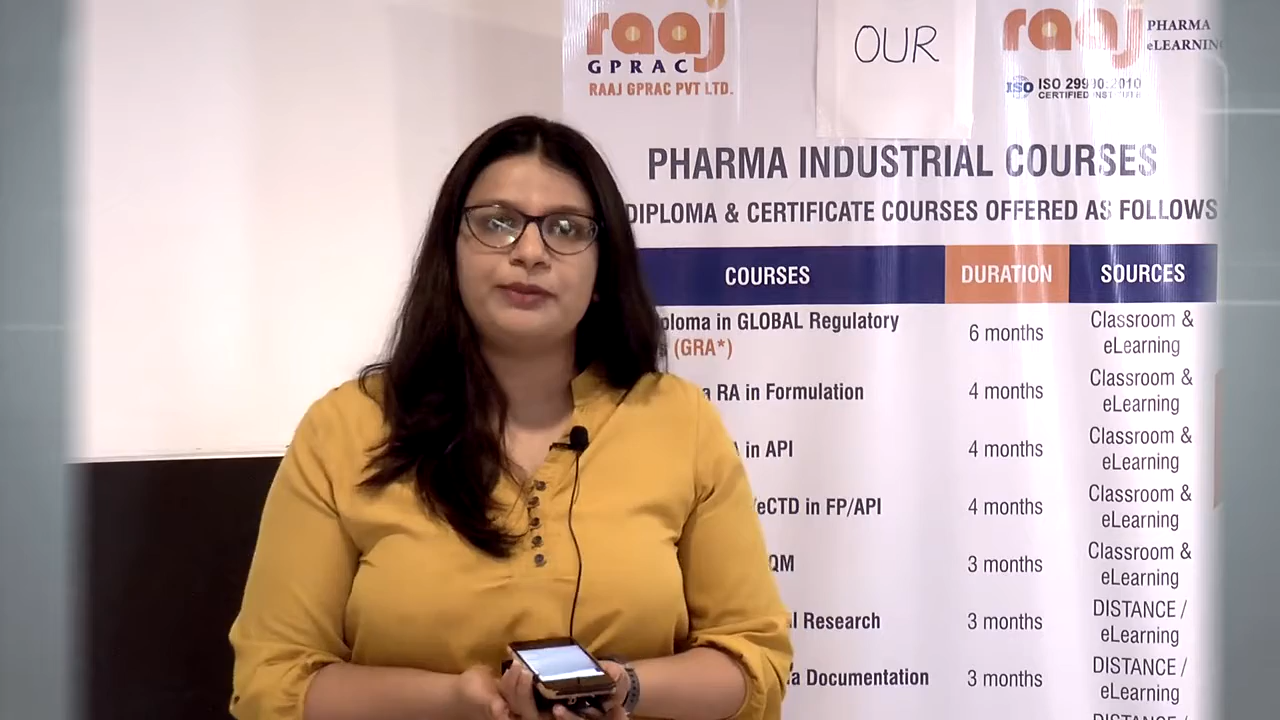 raaj
GPRAC
RAAJ GPRAC PVT LTD.
OUR
raaj
PHARMA
eLEARNING
ISO ISO 29990:2010
CERTIFIED INSTITUTE
PHARMA INDUSTRIAL COURSES
DIPLOMA & CERTIFICATE COURSES OFFERED AS FOLLOWS
COURSES DURATION SOURCES
ploma in GLOBAL Regulatory
(GRA*)
6 months
Classroom &
eLearning
RA in Formulation
4 months
Classroom &
eLearning
in API
4 months
Classroom &
eLearning
/eCTD in FP/API
4 months
Classroom &
eLearning
QM
3 months
Classroom &
eLearning
l Research
3 months
DISTANCE /
eLearning
a Documentation
3 months
DISTANCE /
eLearning